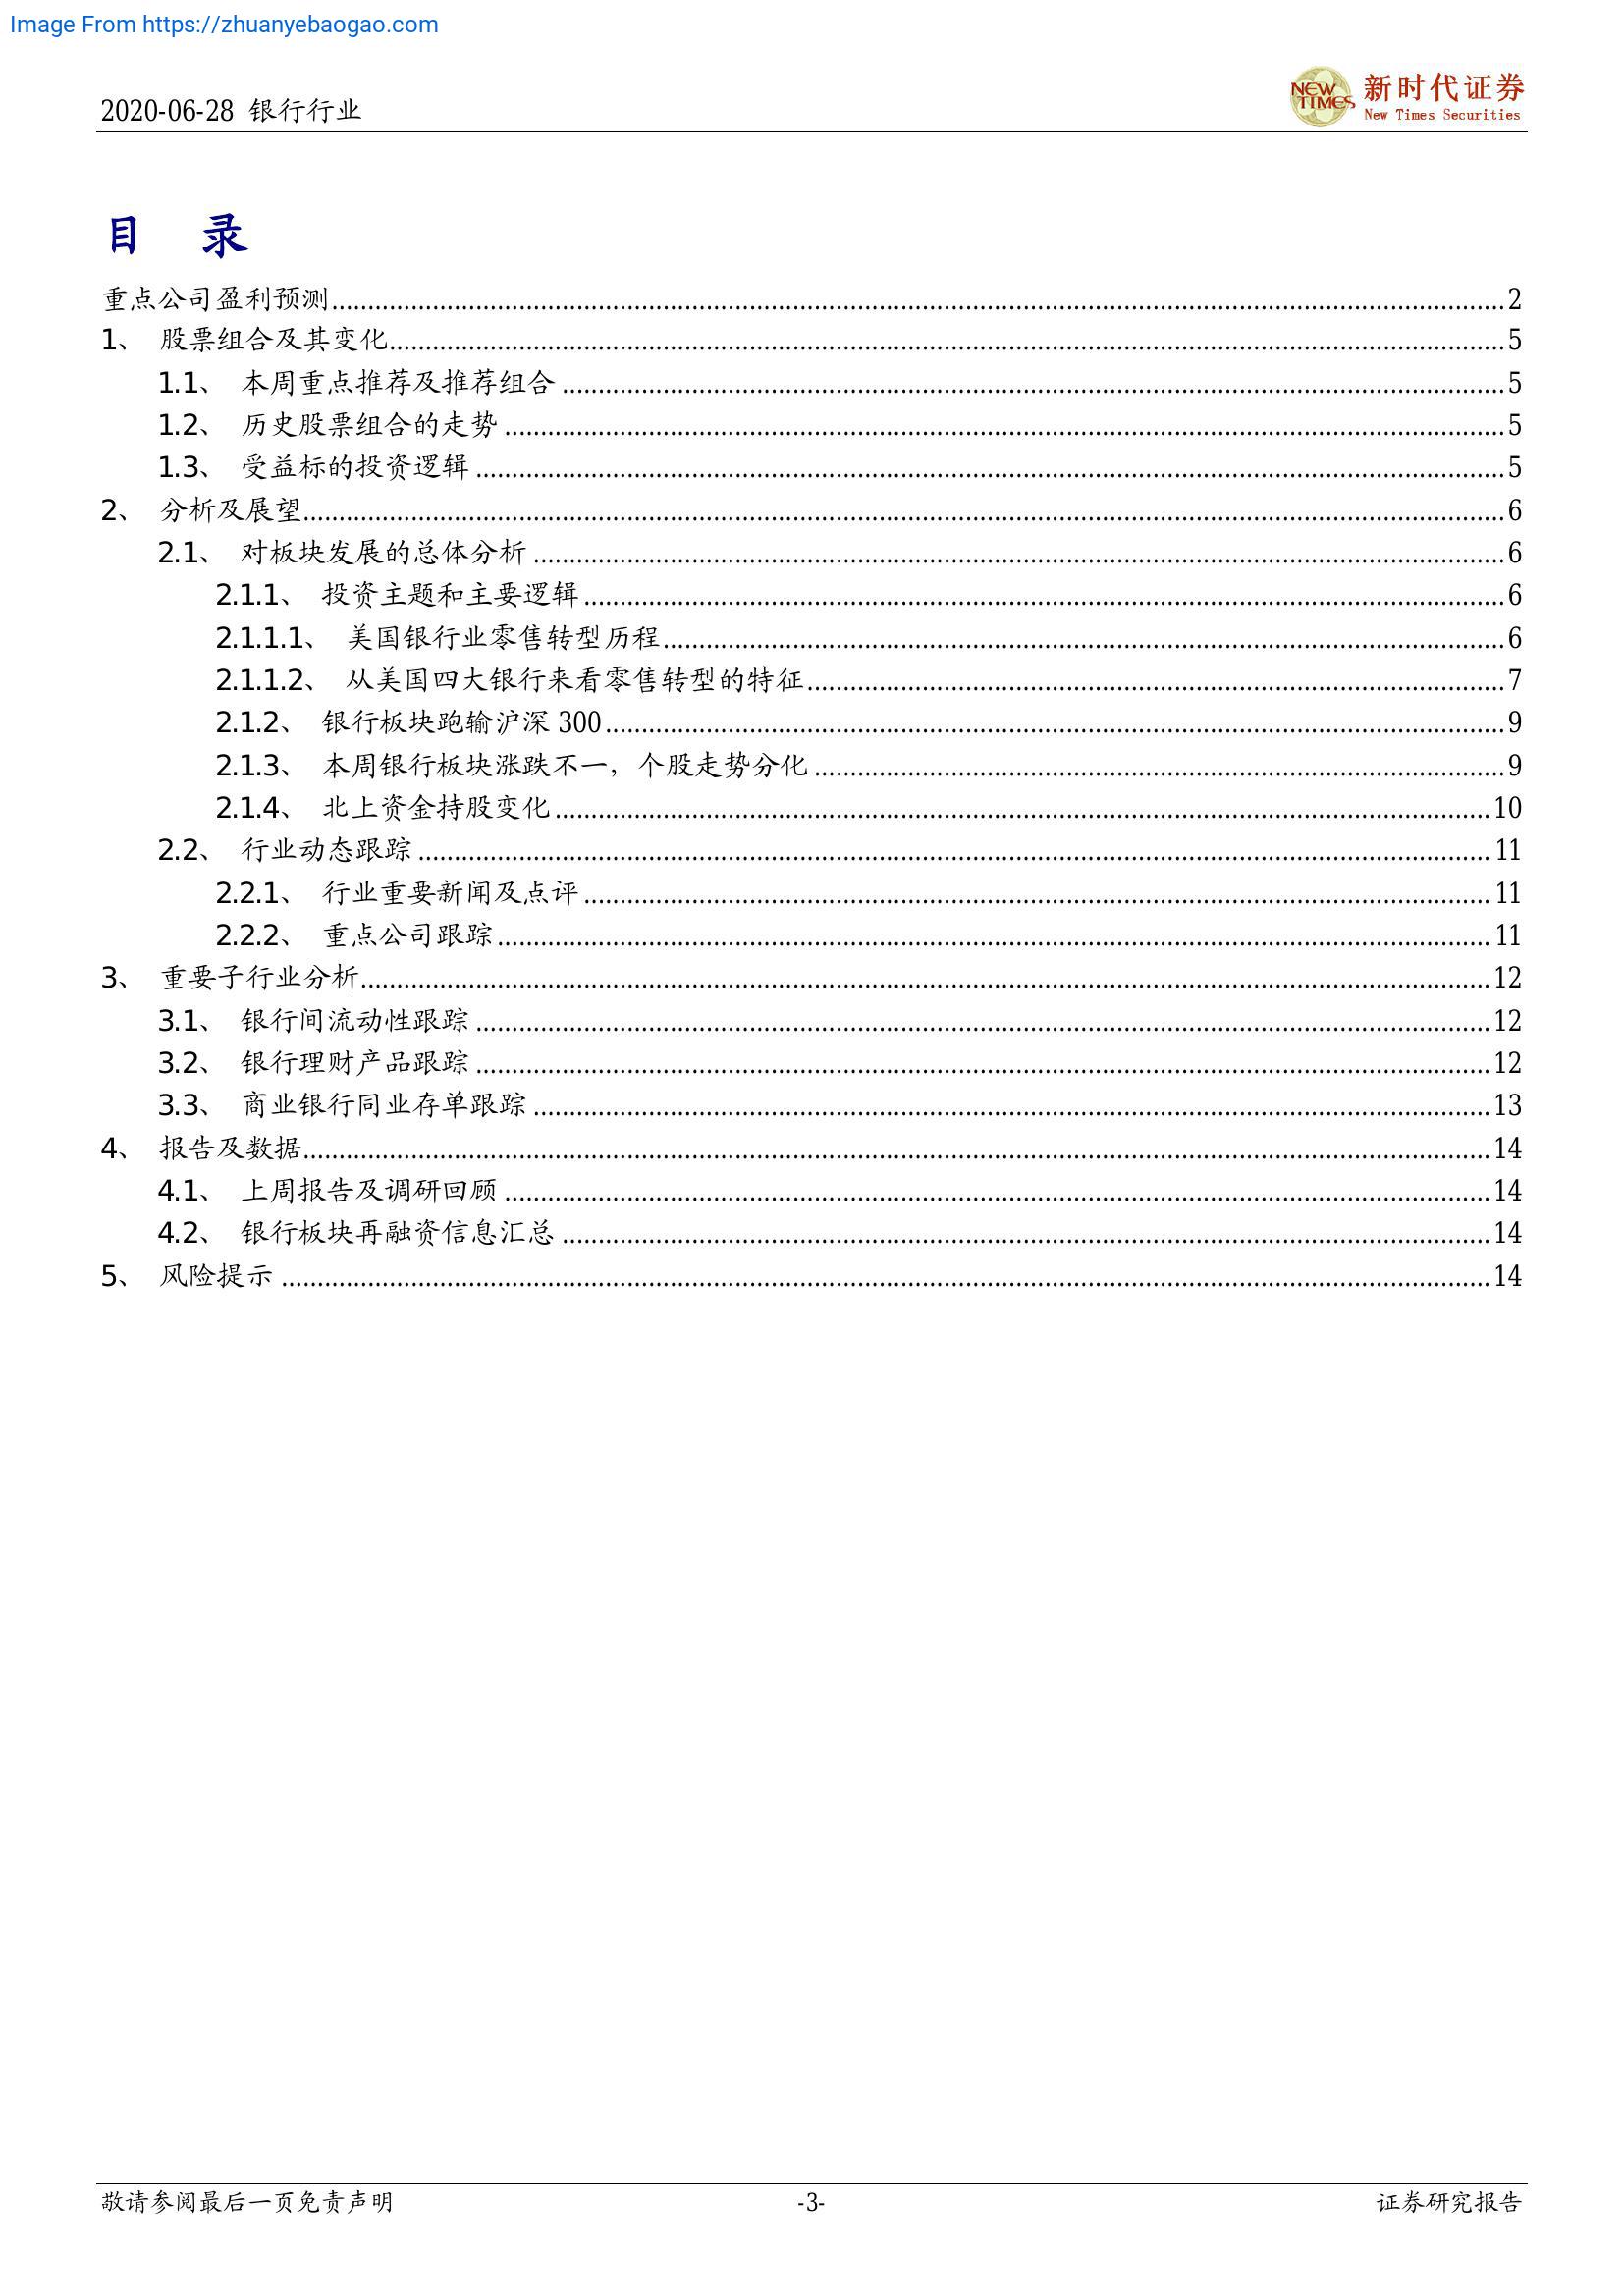 Image From https://zhuanyebaogao.com
2020-06-28 银行行业
NEW TIMES
新时代证券
New Times Securities
目 录
重点公司盈利预测 2
1、 股票组合及其变化 5
1.1、 本周重点推荐及推荐组合 5
1.2、 历史股票组合的走势 5
1.3、 受益标的投资逻辑 5
2、 分析及展望 6
2.1、 对板块发展的总体分析 6
2.1.1、 投资主题和主要逻辑 6
2.1.1.1、 美国银行业零售转型历程 6
2.1.1.2、 从美国四大银行来看零售转型的特征 7
2.1.2、 银行板块跑输沪深 300 9
2.1.3、 本周银行板块涨跌不一，个股走势分化 9
2.1.4、 北上资金持股变化 10
2.2、 行业动态跟踪 11
2.2.1、 行业重要新闻及点评 11
2.2.2、 重点公司跟踪 11
3、 重要子行业分析 12
3.1、 银行间流动性跟踪 12
3.2、 银行理财产品跟踪 12
3.3、 商业银行同业存单跟踪 13
4、 报告及数据 14
4.1、 上周报告及调研回顾 14
4.2、 银行板块再融资信息汇总 14
5、 风险提示 14
敬请参阅最后一页免责声明 -3- 证券研究报告